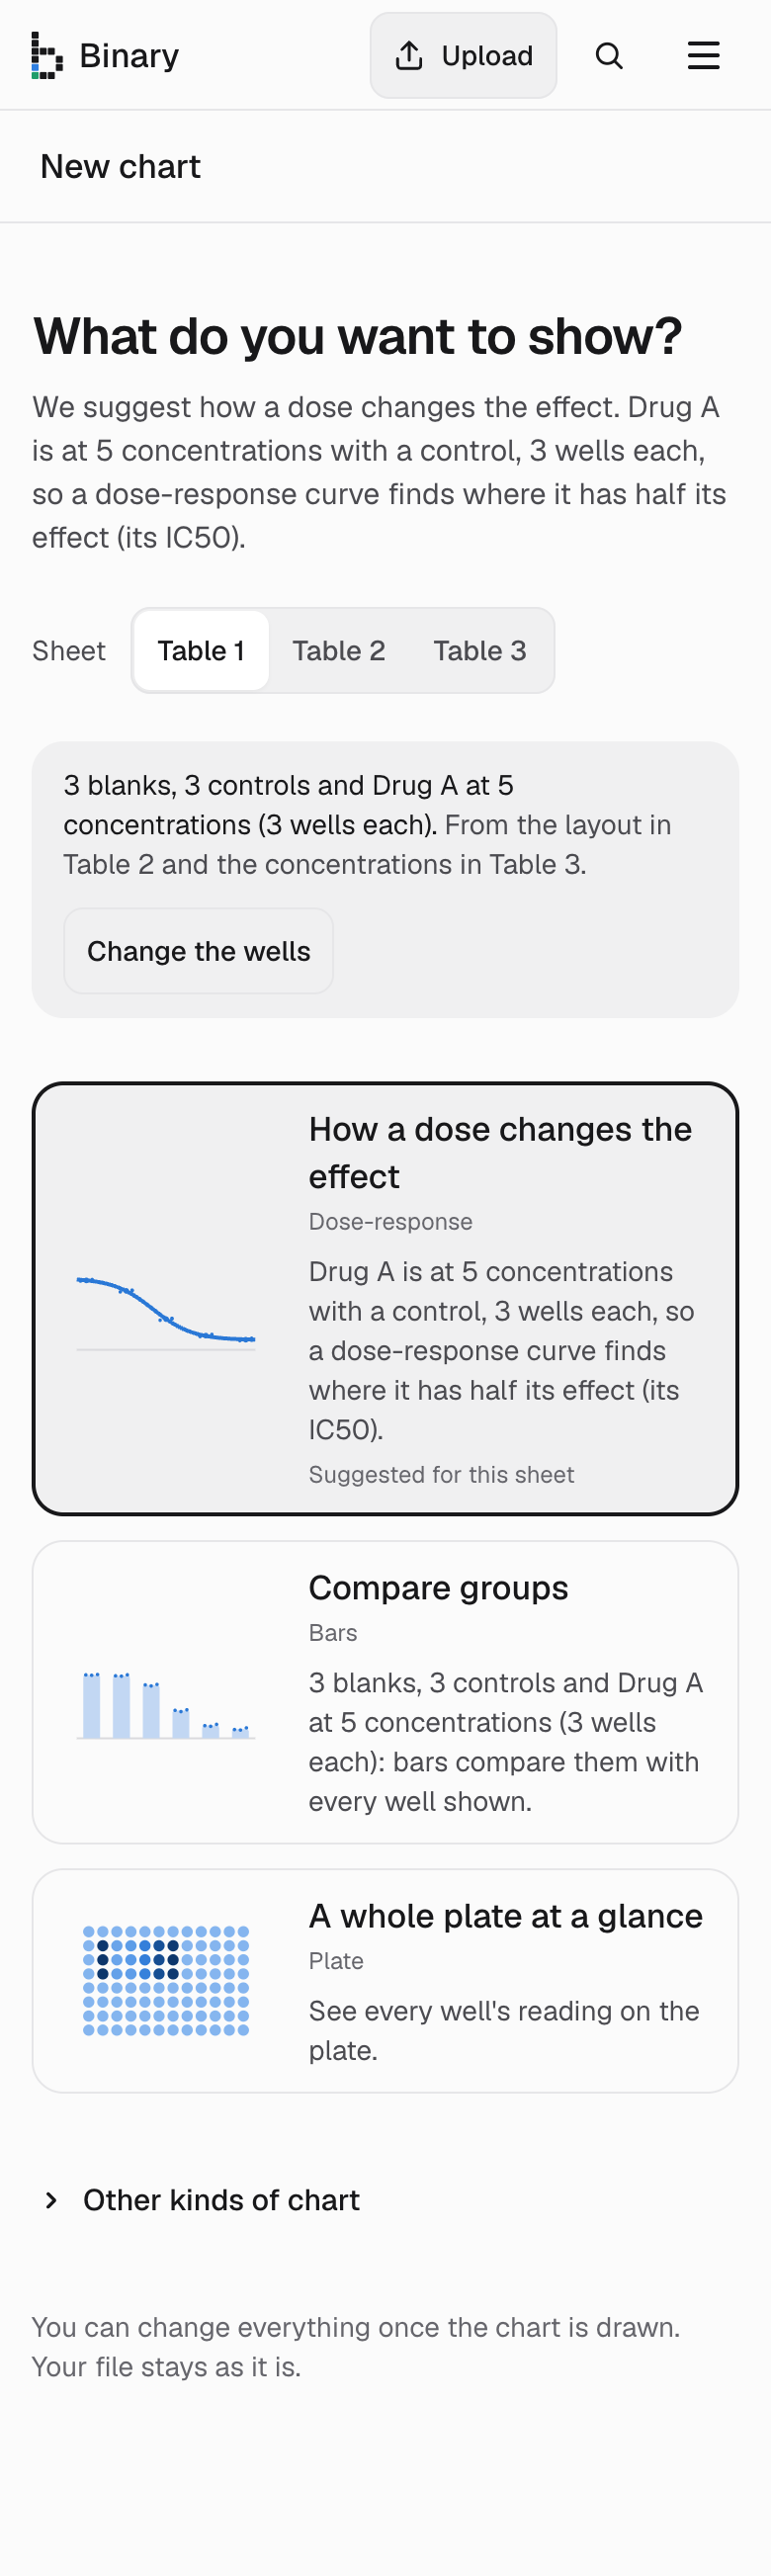 Binary
Upload
New chart
What do you want to show?
We suggest how a dose changes the effect. Drug A
is at 5 concentrations with a control, 3 wells each,
so a dose-response curve finds where it has half its
effect (its IC50).
Sheet
Table 1
Table 2
Table 3
3 blanks, 3 controls and Drug A at 5
concentrations (3 wells each). From the layout in
Table 2 and the concentrations in Table 3.
Change the wells
How a dose changes the
effect
Dose-response
Drug A is at 5 concentrations
with a control, 3 wells each, so
a dose-response curve finds
where it has half its effect (its
IC50).
Suggested for this sheet
Compare groups
Bars
3 blanks, 3 controls and Drug A
at 5 concentrations (3 wells
each): bars compare them with
every well shown.
A whole plate at a glance
Plate
See every well's reading on the
plate.
Other kinds of chart
You can change everything once the chart is drawn.
Your file stays as it is.